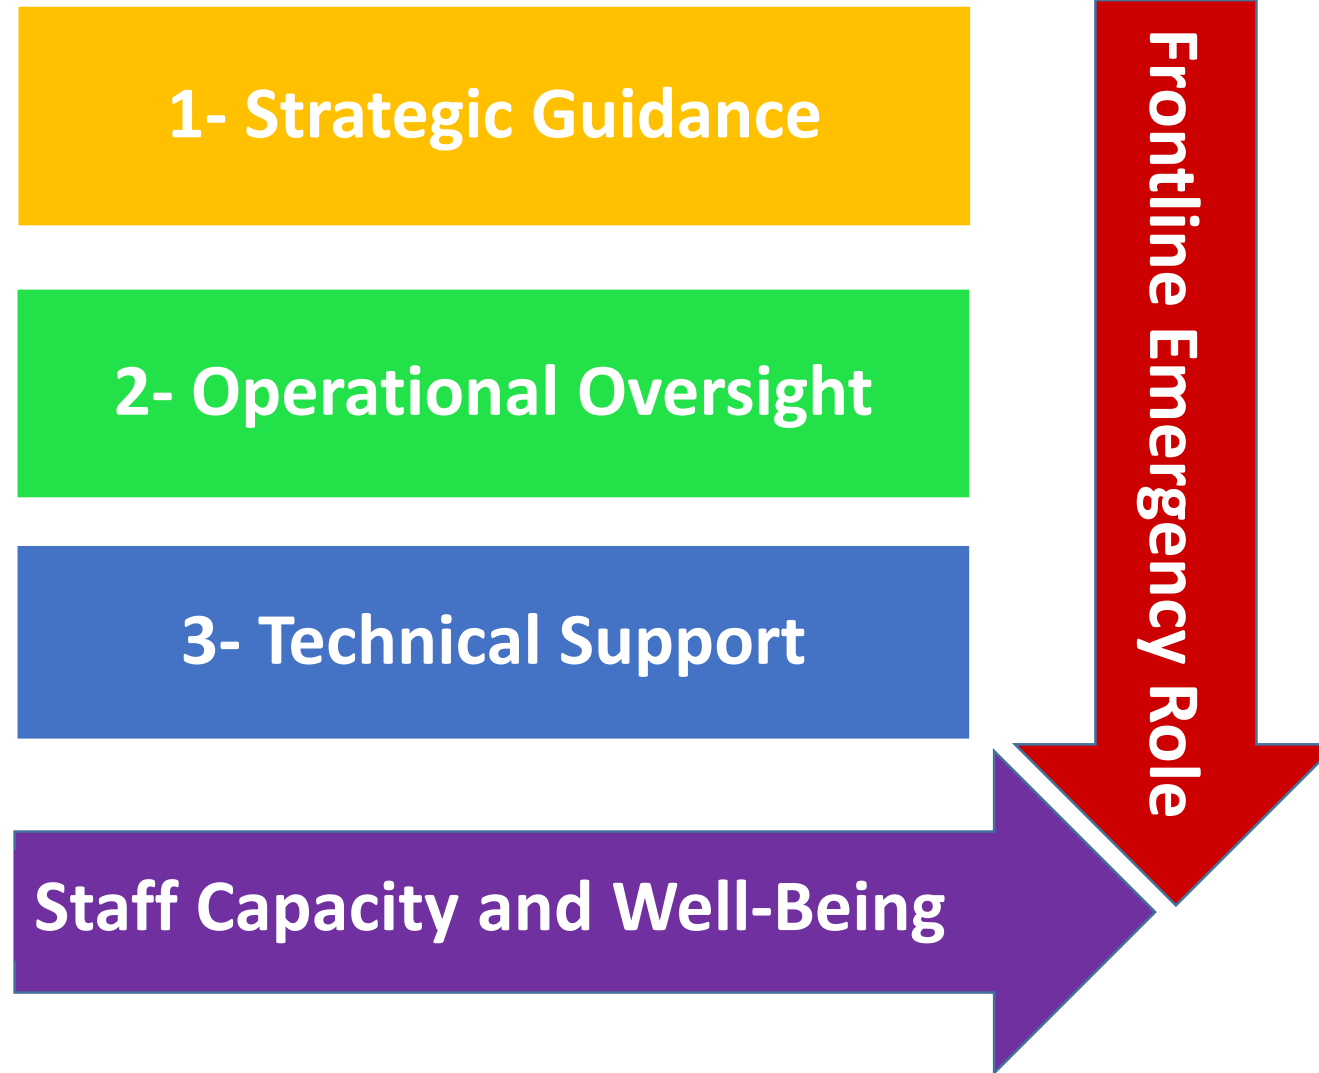 1- Strategic Guidance
2- Operational Oversight
3- Technical Support
Staff Capacity and Well-Being
Frontline Emergency Role